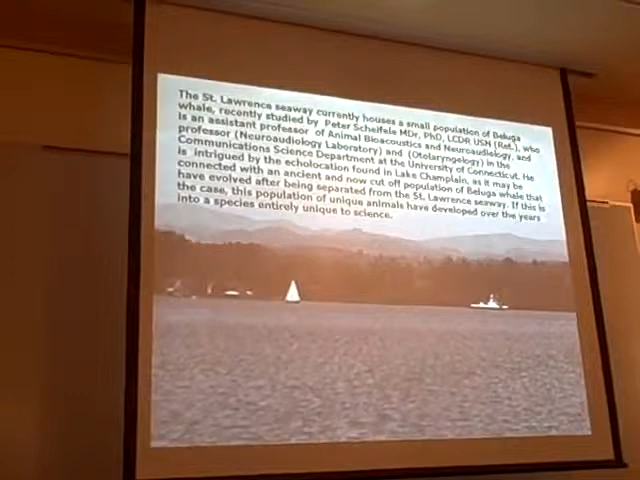 The St. Lawrence seaway currently houses a small population of Beluga
whale, recently studied by Peter Scheifele MDr, PhD, LCDR USN (Ret.), who
is an assistant professor of Animal Bioacoustics and Neuroaudiology, and
professor (Neuroaudiology Laboratory) and (Otolaryngology) in the
Communications Science Department at the University of Connecticut. He
is intrigued by the echolocation found in Lake Champlain, as it may be
connected with an ancient and now cut off population of Beluga whale that
have evolved after being separated from the St. Lawrence seaway. If this is
the case, this population of unique animals have developed over the years
into a species entirely unique to science.